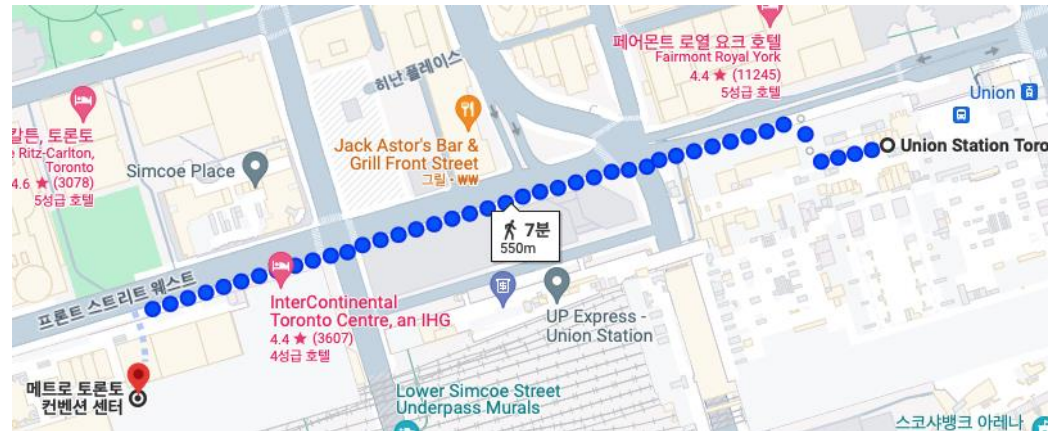 페어몬트 로열 요크 호텔
Fairmont Royal York
4.4 ★ (11245)
5성급 호텔
허난 플레이스
Union
칼튼, 토론토
Ritz-Carlton,
Toronto
4.6 ★ (3078)
5성급 호텔
Simcoe Place
Jack Astor's Bar &
Grill Front Street
그릴 · ₩₩
Union Station Toro
7분
550m
프론트 스트리트 웨스트
InterContinental
Toronto Centre, an IHG
4.4 ★ (3607)
4성급 호텔
UP Express -
Union Station
메트로 토론토
컨벤션 센터
Lower Simcoe Street
Underpass Murals
스코샤뱅크 아레나